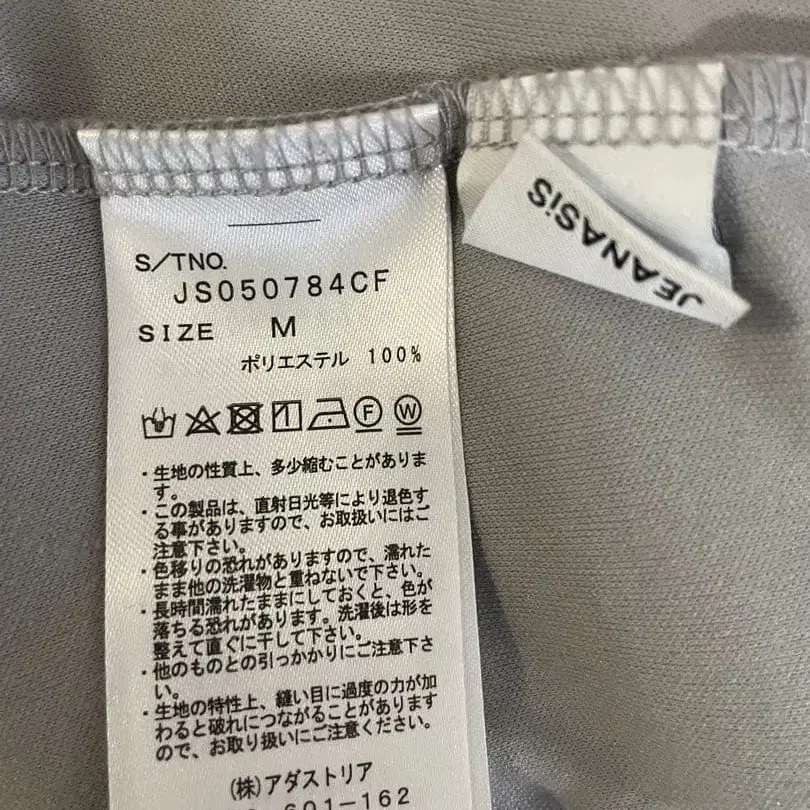 S/TNO.
JS050784CF
SIZE M
ポリエステル 100%
F W
・生地の性質上、多少縮むことがありま
す。
・この製品は、直射日光等により退色す
る事がありますので、お取扱いにはご
注意下さい。
・色移りの恐れがありますので、濡れた
まま他の洗濯物と重ねないで下さい。
・長時間濡れたままにしておくと、色が
落ちる恐れがあります。洗濯後は形を
整えて直ぐに干して下さい。
・他のものとの引っかかりにご注意下さ
い。
・生地の特性上、縫い目に過度の力が加
わると破れにつながることがあります
ので、お取り扱いにご注意ください。
(株)アダストリア
601-162
JEANASiS